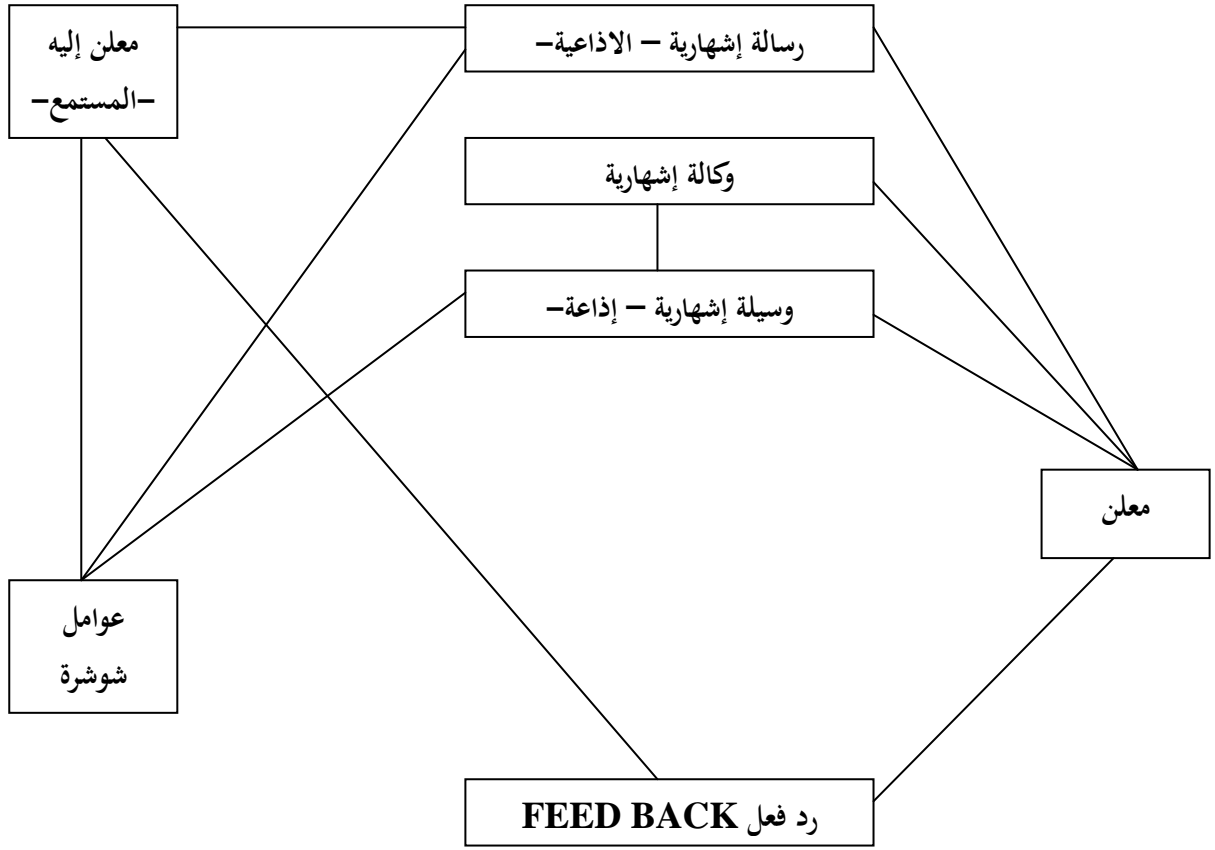 رسالة إشهارية – الاذاعية–
معلن إليه
–المستمع–
وكالة إشهارية
وسيلة إشهارية – إذاعة–
معلن
عوامل
شوشرة
رد فعل FEED BACK